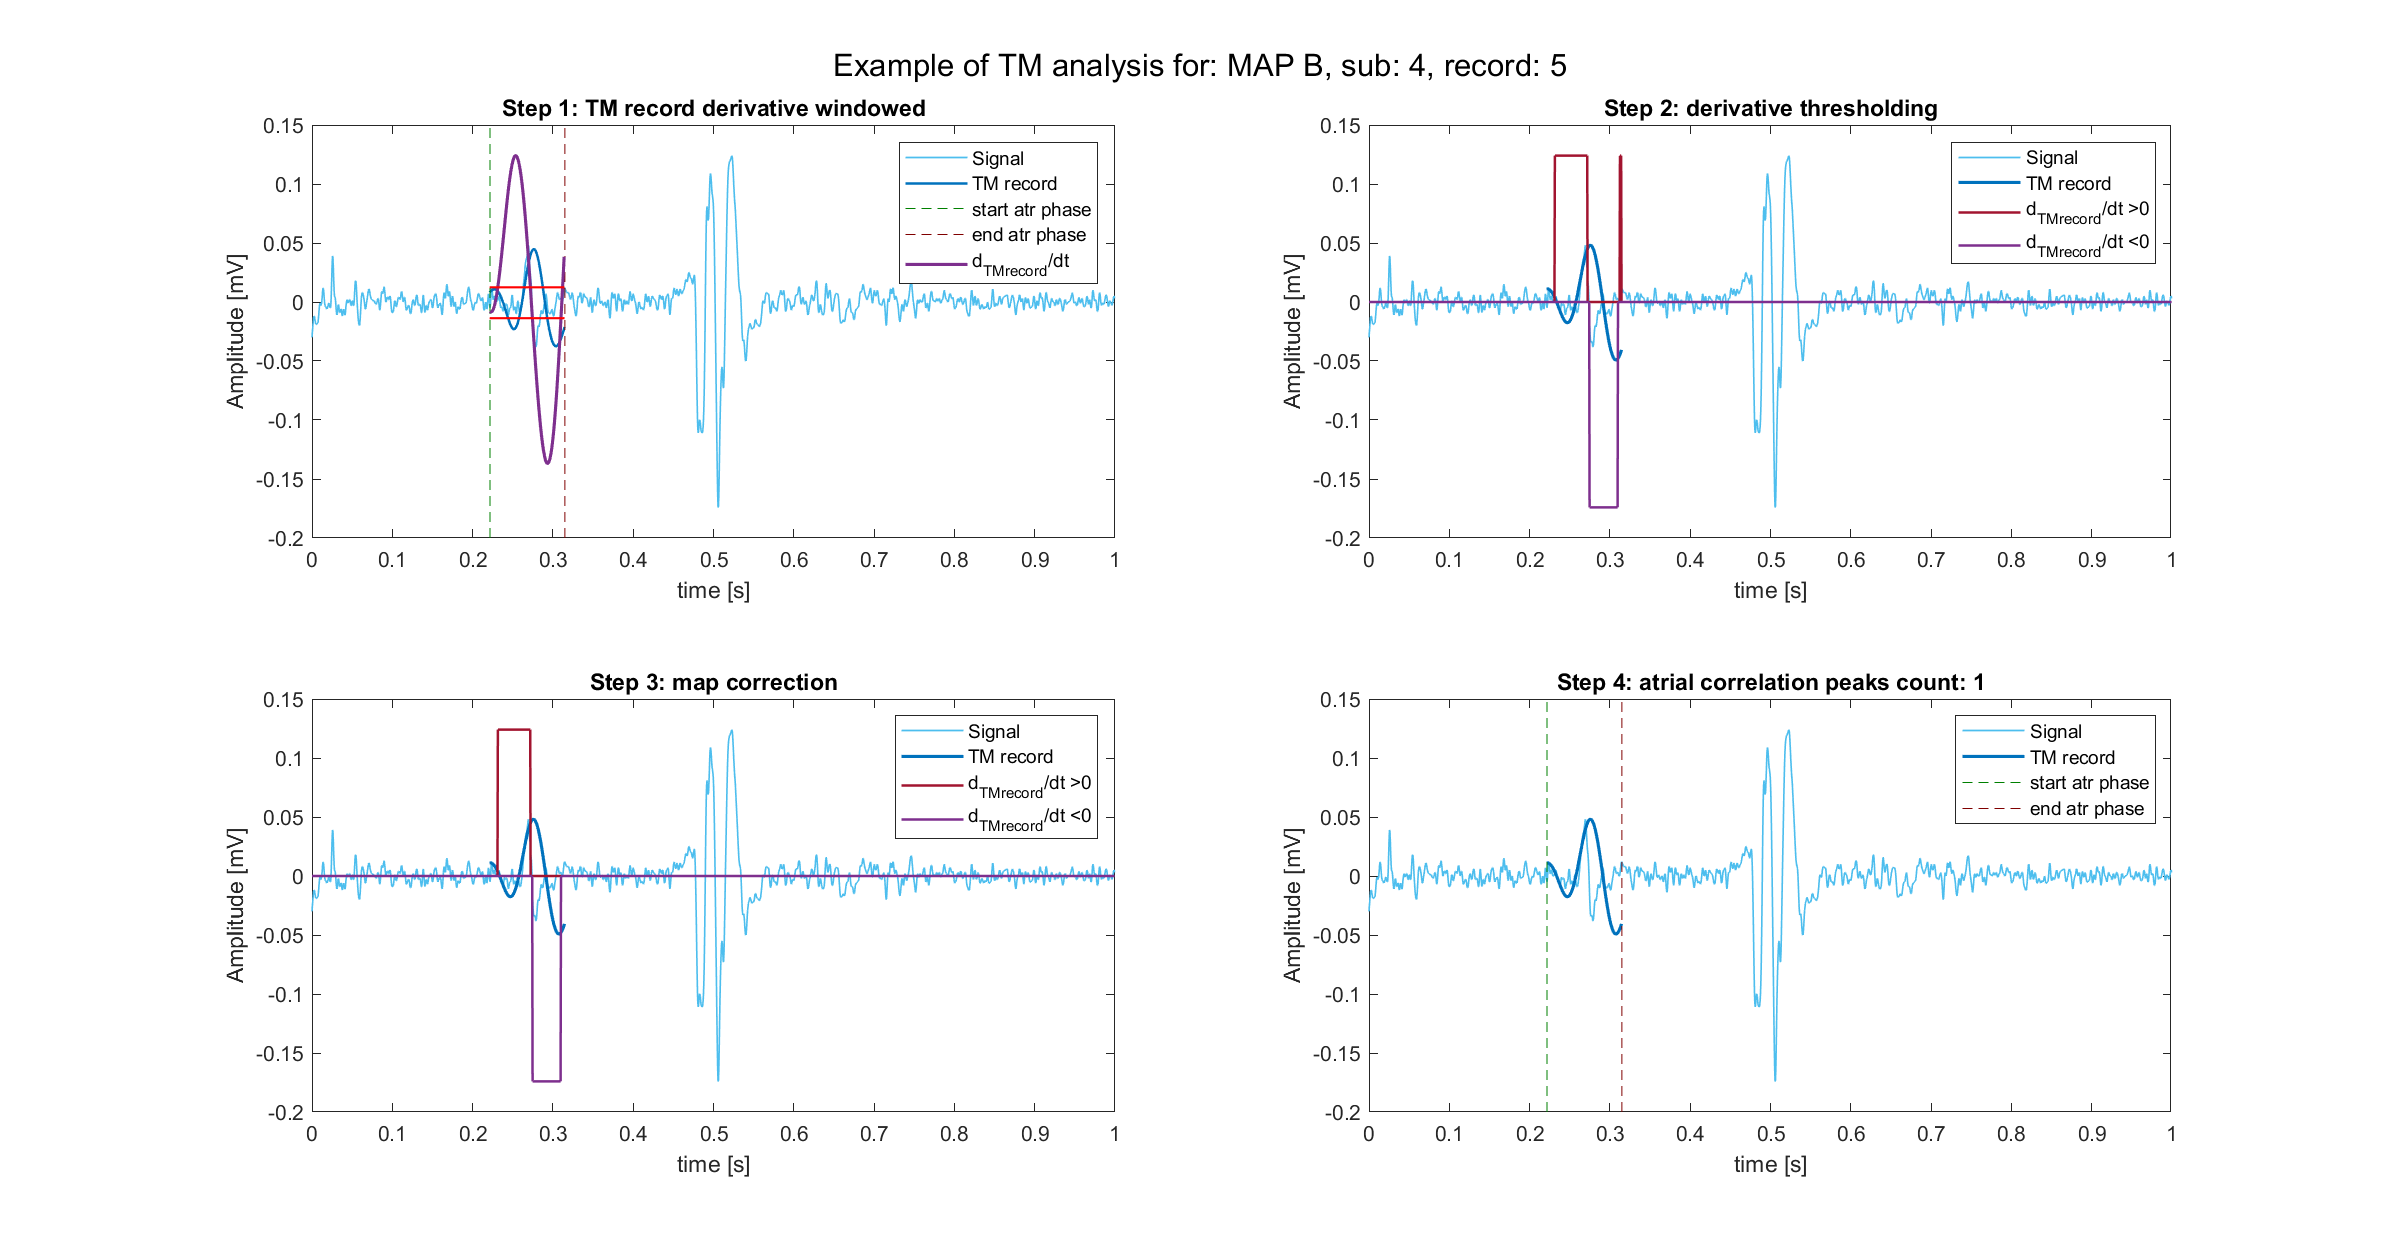 Example of TM analysis for: MAP B, sub: 4, record: 5
Step 1: TM record derivative windowed
0.15
0.1
0.05
0
-0.05
-0.1
-0.15
-0.2
Amplitude [mV]
0 0.1 0.2 0.3 0.4 0.5 0.6 0.7 0.8 0.9 1
time [s]
Signal
TM record
start atr phase
end atr phase
dTMrecord/dt
Step 2: derivative thresholding
0.15
0.1
0.05
0
-0.05
-0.1
-0.15
-0.2
Amplitude [mV]
0 0.1 0.2 0.3 0.4 0.5 0.6 0.7 0.8 0.9 1
time [s]
Signal
TM record
dTMrecord/dt >0
dTMrecord/dt <0
Step 3: map correction
0.15
0.1
0.05
0
-0.05
-0.1
-0.15
-0.2
Amplitude [mV]
0 0.1 0.2 0.3 0.4 0.5 0.6 0.7 0.8 0.9 1
time [s]
Signal
TM record
dTMrecord/dt >0
dTMrecord/dt <0
Step 4: atrial correlation peaks count: 1
0.15
0.1
0.05
0
-0.05
-0.1
-0.15
-0.2
Amplitude [mV]
0 0.1 0.2 0.3 0.4 0.5 0.6 0.7 0.8 0.9 1
time [s]
Signal
TM record
start atr phase
end atr phase